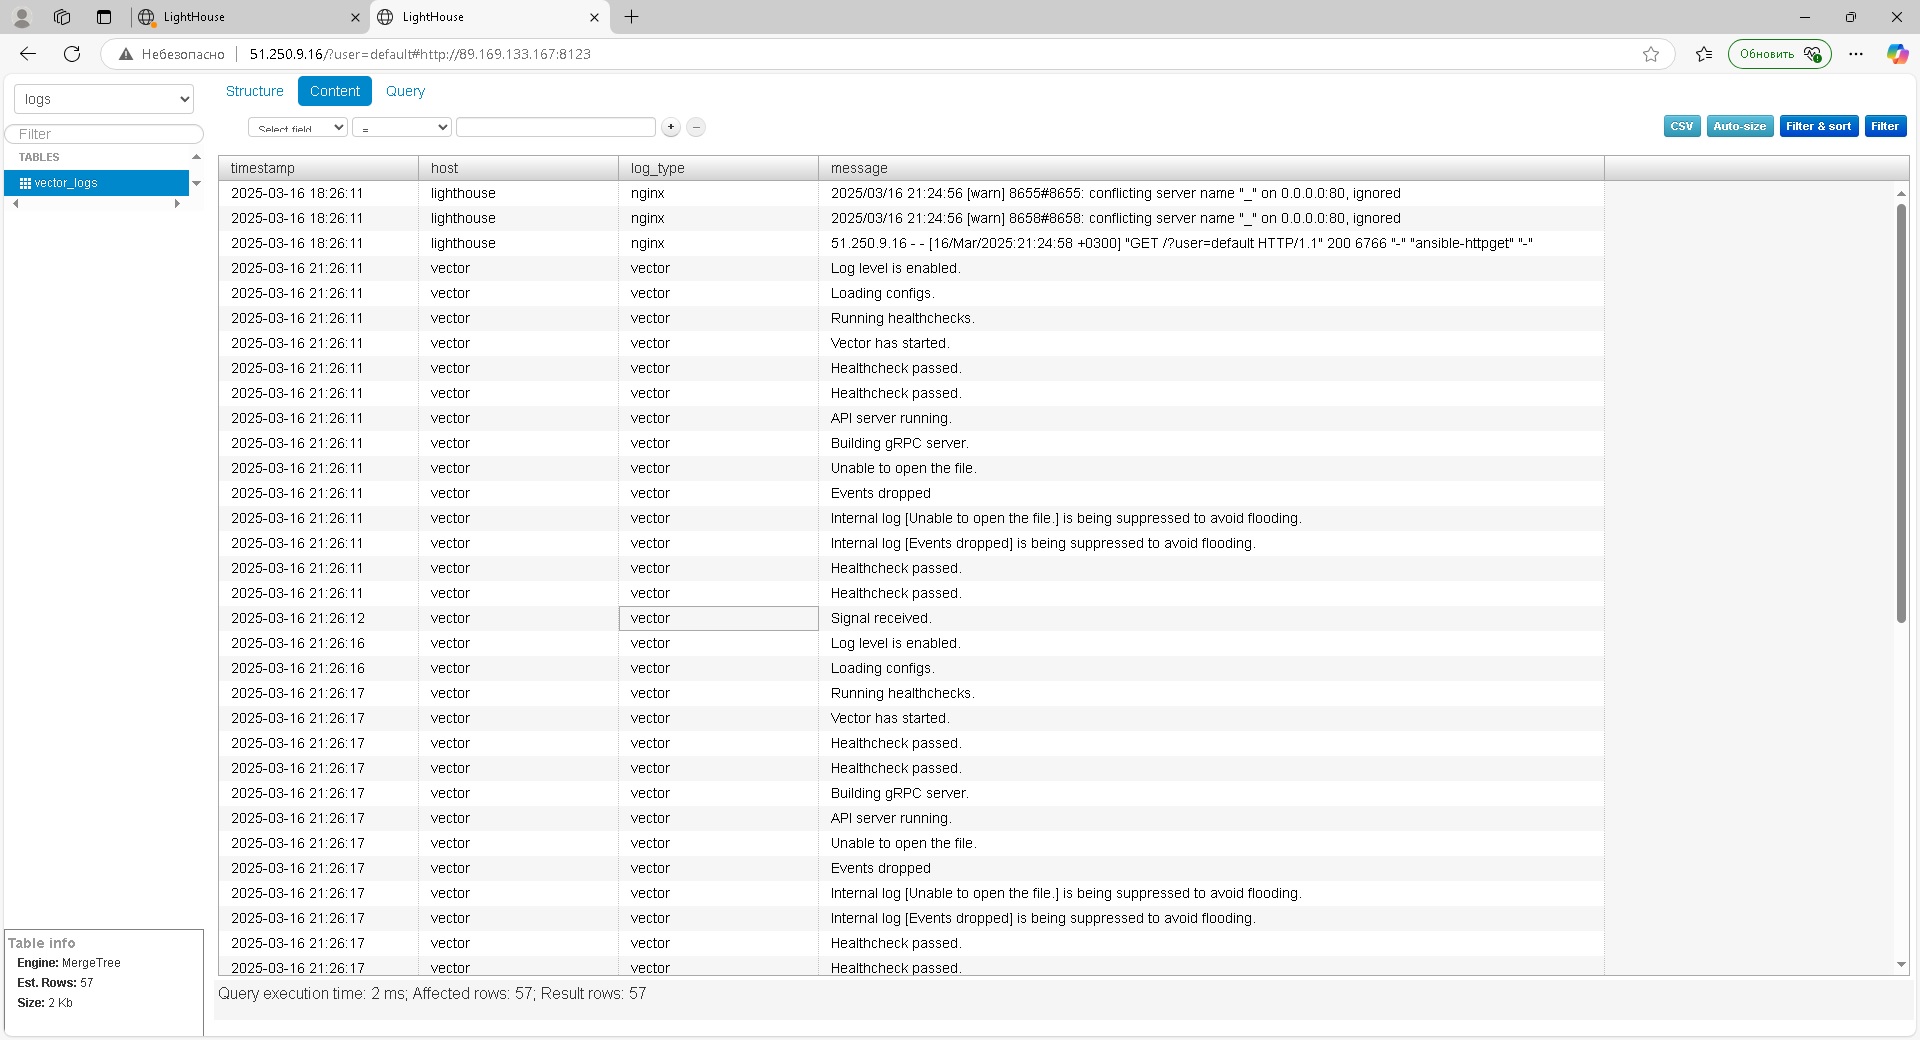 LightHouse
LightHouse
Небезопасно 51.250.9.16/?user=default#http://89.169.133.167:8123 Обновить
logs
Structure Content Query
Select field = + − CSV Auto-size Filter & sort Filter
Filter
TABLES
vector_logs
timestamp host log_type message
2025-03-16 18:26:11 lighthouse nginx 2025/03/16 21:24:56 [warn] 8655#8655: conflicting server name "_" on 0.0.0.0:80, ignored
2025-03-16 18:26:11 lighthouse nginx 2025/03/16 21:24:56 [warn] 8658#8658: conflicting server name "_" on 0.0.0.0:80, ignored
2025-03-16 18:26:11 lighthouse nginx 51.250.9.16 - - [16/Mar/2025:21:24:58 +0300] "GET /?user=default HTTP/1.1" 200 6766 "-" "ansible-httpget" "-"
2025-03-16 21:26:11 vector vector Log level is enabled.
2025-03-16 21:26:11 vector vector Loading configs.
2025-03-16 21:26:11 vector vector Running healthchecks.
2025-03-16 21:26:11 vector vector Vector has started.
2025-03-16 21:26:11 vector vector Healthcheck passed.
2025-03-16 21:26:11 vector vector Healthcheck passed.
2025-03-16 21:26:11 vector vector API server running.
2025-03-16 21:26:11 vector vector Building gRPC server.
2025-03-16 21:26:11 vector vector Unable to open the file.
2025-03-16 21:26:11 vector vector Events dropped
2025-03-16 21:26:11 vector vector Internal log [Unable to open the file.] is being suppressed to avoid flooding.
2025-03-16 21:26:11 vector vector Internal log [Events dropped] is being suppressed to avoid flooding.
2025-03-16 21:26:11 vector vector Healthcheck passed.
2025-03-16 21:26:11 vector vector Healthcheck passed.
2025-03-16 21:26:12 vector vector Signal received.
2025-03-16 21:26:16 vector vector Log level is enabled.
2025-03-16 21:26:16 vector vector Loading configs.
2025-03-16 21:26:17 vector vector Running healthchecks.
2025-03-16 21:26:17 vector vector Vector has started.
2025-03-16 21:26:17 vector vector Healthcheck passed.
2025-03-16 21:26:17 vector vector Healthcheck passed.
2025-03-16 21:26:17 vector vector Building gRPC server.
2025-03-16 21:26:17 vector vector API server running.
2025-03-16 21:26:17 vector vector Unable to open the file.
2025-03-16 21:26:17 vector vector Events dropped
2025-03-16 21:26:17 vector vector Internal log [Unable to open the file.] is being suppressed to avoid flooding.
2025-03-16 21:26:17 vector vector Internal log [Events dropped] is being suppressed to avoid flooding.
2025-03-16 21:26:17 vector vector Healthcheck passed.
2025-03-16 21:26:17 vector vector Healthcheck passed.
Table info
Engine: MergeTree
Est. Rows: 57
Size: 2 Kb
Query execution time: 2 ms; Affected rows: 57; Result rows: 57